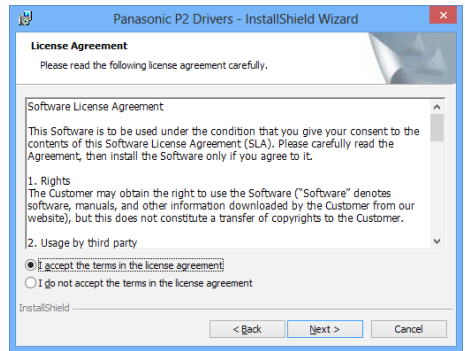 Panasonic P2 Drivers - InstallShield Wizard
License Agreement
Please read the following license agreement carefully.
Software License Agreement
This Software is to be used under the condition that you give your consent to the
contents of this Software License Agreement (SLA). Please carefully read the
Agreement, then install the Software only if you agree to it.
1. Rights
The Customer may obtain the right to use the Software ("Software" denotes
software, manuals, and other information downloaded by the Customer from our
website), but this does not constitute a transfer of copyrights to the Customer.
2. Usage by third party
I accept the terms in the license agreement
I do not accept the terms in the license agreement
InstallShield
< Back Next > Cancel